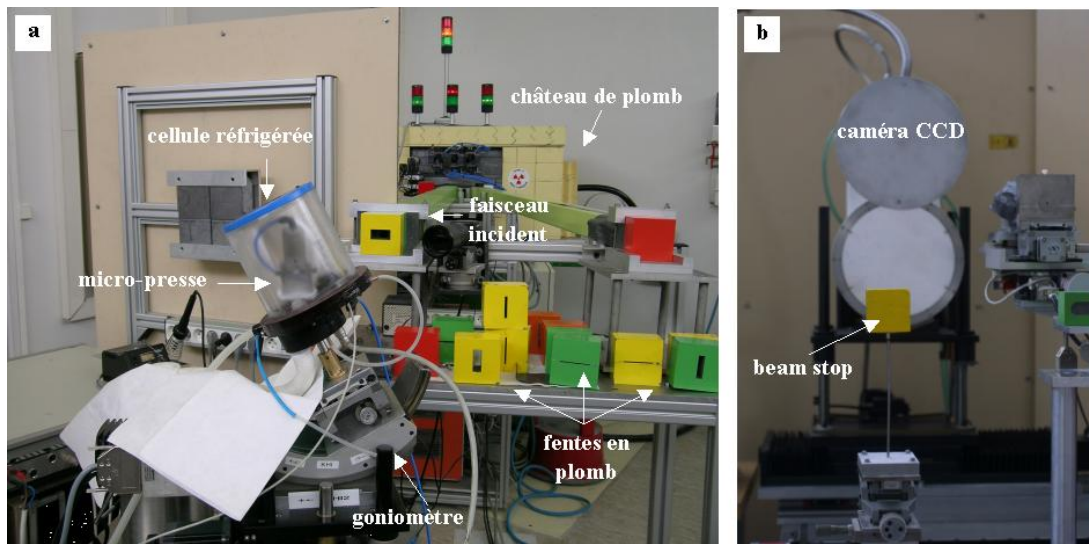 a
château de plomb
cellule réfrigérée
faisceau
incident
micro-presse
fentes en
plomb
goniomètre
b
caméra CCD
beam stop